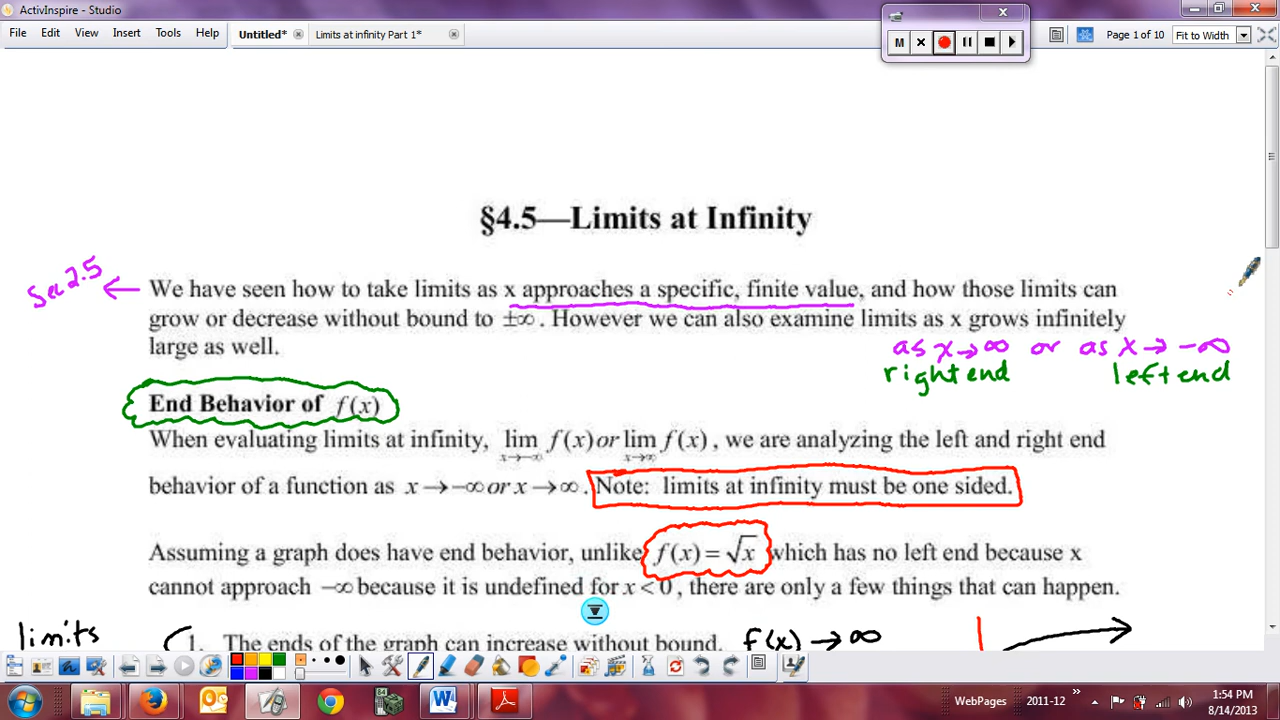 ActivInspire - Studio
File Edit View Insert Tools Help Untitled* Limits at infinity Part 1* M Page 1 of 10 Fit to Width
§4.5—Limits at Infinity
Sec 2.5
We have seen how to take limits as x approaches a specific, finite value, and how those limits can
grow or decrease without bound to ±∞. However we can also examine limits as x grows infinitely
large as well.
as x→∞ or as x→ -∞
right end left end
End Behavior of f(x)
When evaluating limits at infinity, lim x→-∞ f(x) or lim x→∞ f(x), we are analyzing the left and right end
behavior of a function as x→-∞ or x→∞. Note: limits at infinity must be one sided.
Assuming a graph does have end behavior, unlike f(x)=√x which has no left end because x
cannot approach -∞ because it is undefined for x<0, there are only a few things that can happen.
limits
1. The ends of the graph can increase without bound. f(x)→∞
WebPages 2011-12 » 1:54 PM
8/14/2013